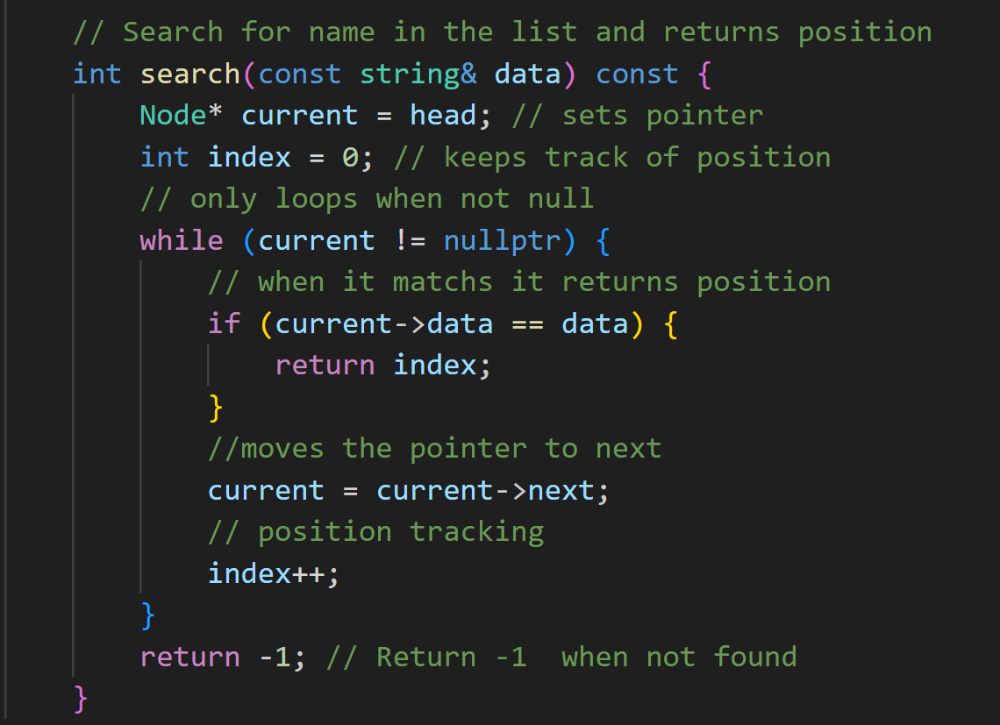 // Search for name in the list and returns position
int search(const string& data) const {
Node* current = head; // sets pointer
int index = 0; // keeps track of position
// only loops when not null
while (current != nullptr) {
// when it matchs it returns position
if (current->data == data) {
return index;
}
//moves the pointer to next
current = current->next;
// position tracking
index++;
}
return -1; // Return -1  when not found
}